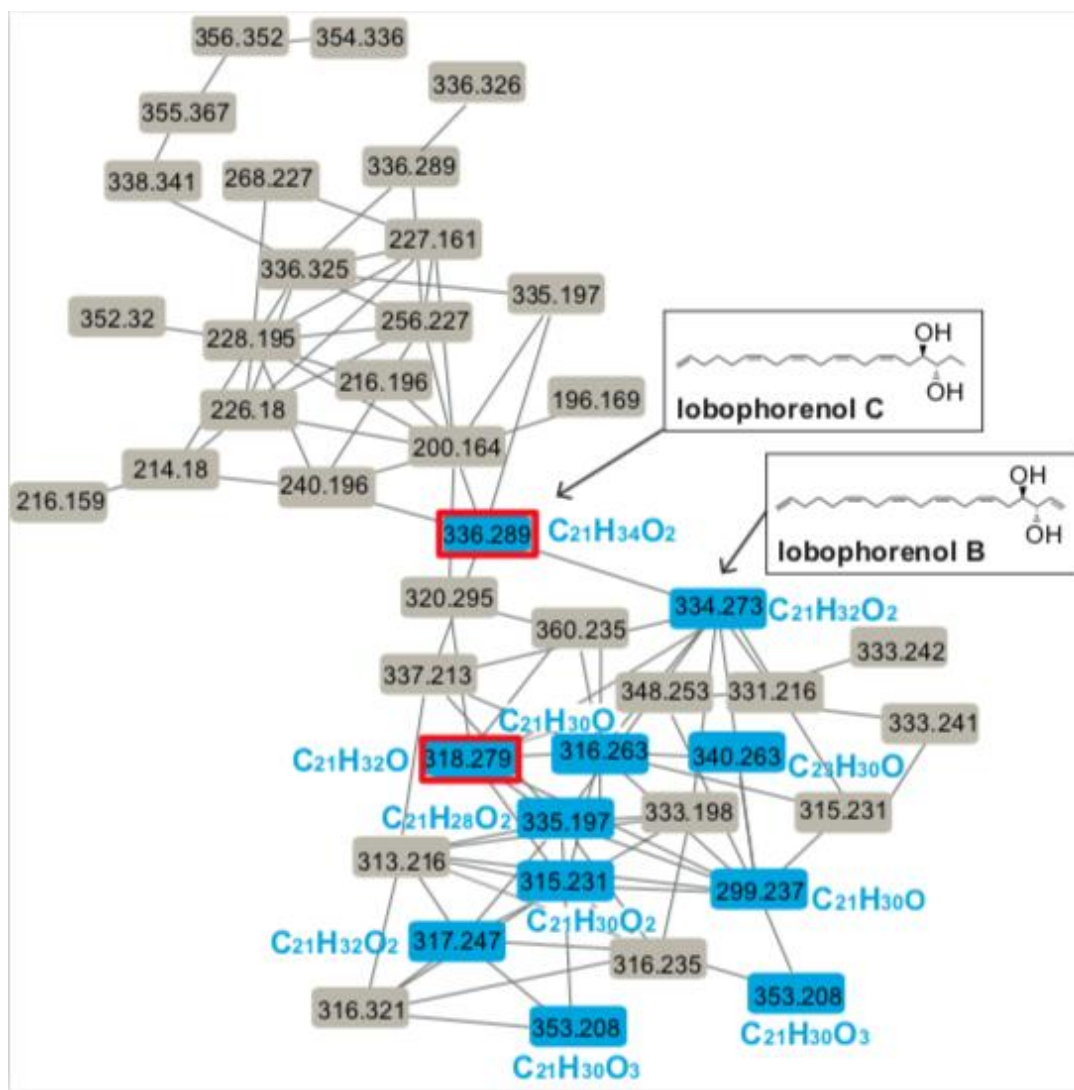 356.352
354.336
336.326
355.367
336.289
338.341
268.227
227.161
336.325
335.197
352.32
256.227
228.195
216.196
196.169
226.18
200.164
214.18
240.196
216.159
OH
OH
lobophorenol C
336.289
C21H34O2
OH
OH
lobophorenol B
320.295
334.273
C21H32O2
360.235
333.242
337.213
348.253
331.216
C21H30O
333.241
C21H32O
318.279
316.263
340.263
C23H30O
C21H28O2
335.197
333.198
315.231
313.216
315.231
299.237
C21H30O
C21H30O2
C21H32O2
317.247
316.235
316.321
353.208
353.208
C21H30O3
C21H30O3